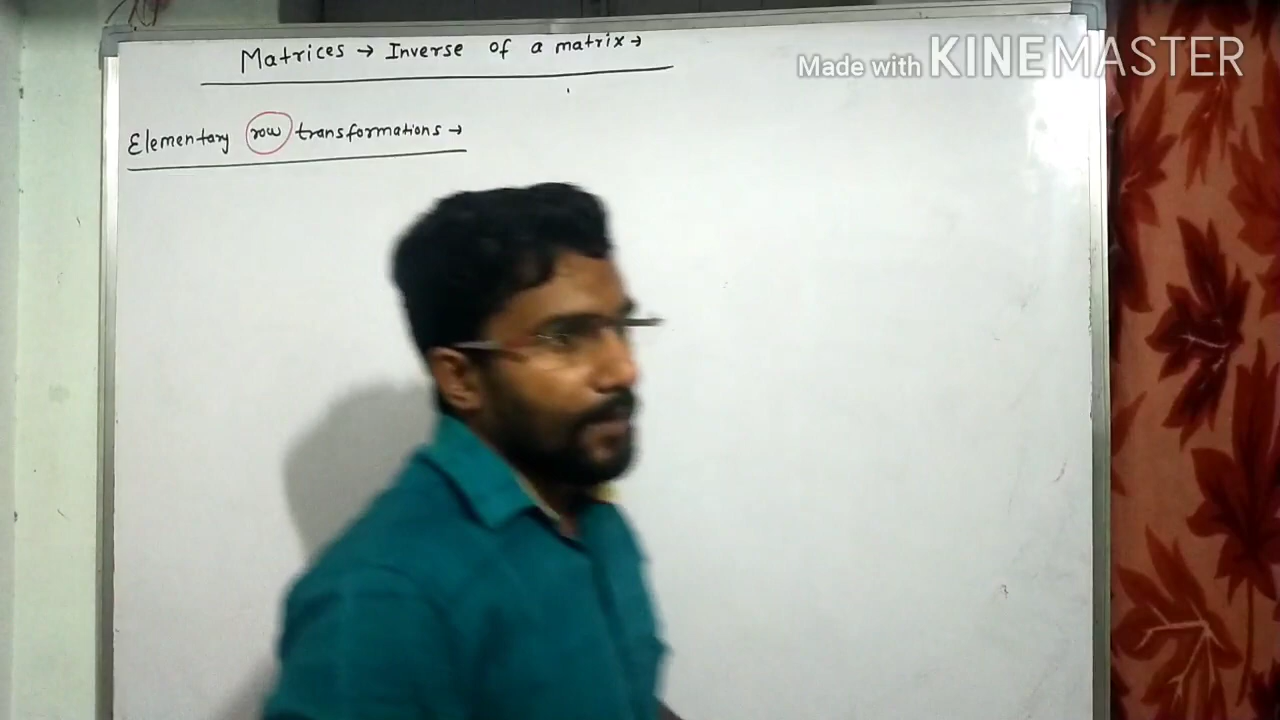 Matrices → Inverse of a matrix →
Made with KINEMASTER
Elementary row transformations →